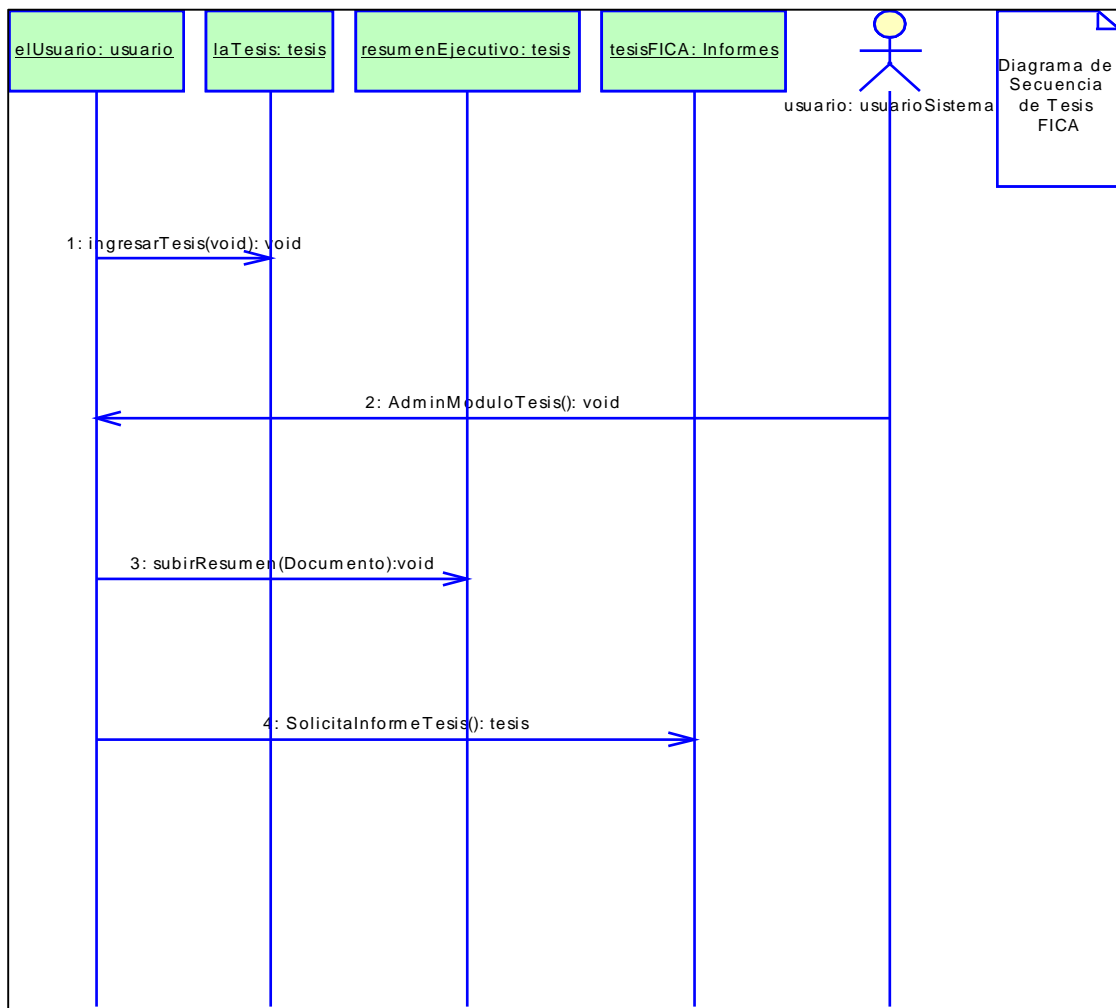 elUsuario: usuario
laTesis: tesis
resumenEjecutivo: tesis
tesisFICA: Informes
usuario: usuarioSistema
Diagrama de
Secuencia
de Tesis
FICA
1: ingresarTesis(void): void
2: AdminModuloTesis(): void
3: subirResumen(Documento):void
4: SolicitaInformeTesis(): tesis